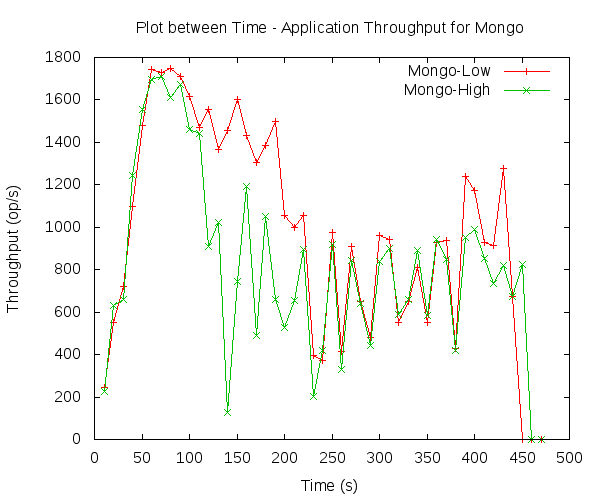 Plot between Time - Application Throughput for Mongo
Mongo-Low
Mongo-High
Throughput (op/s)
1800
1600
1400
1200
1000
800
600
400
200
0
0 50 100 150 200 250 300 350 400 450 500
Time (s)